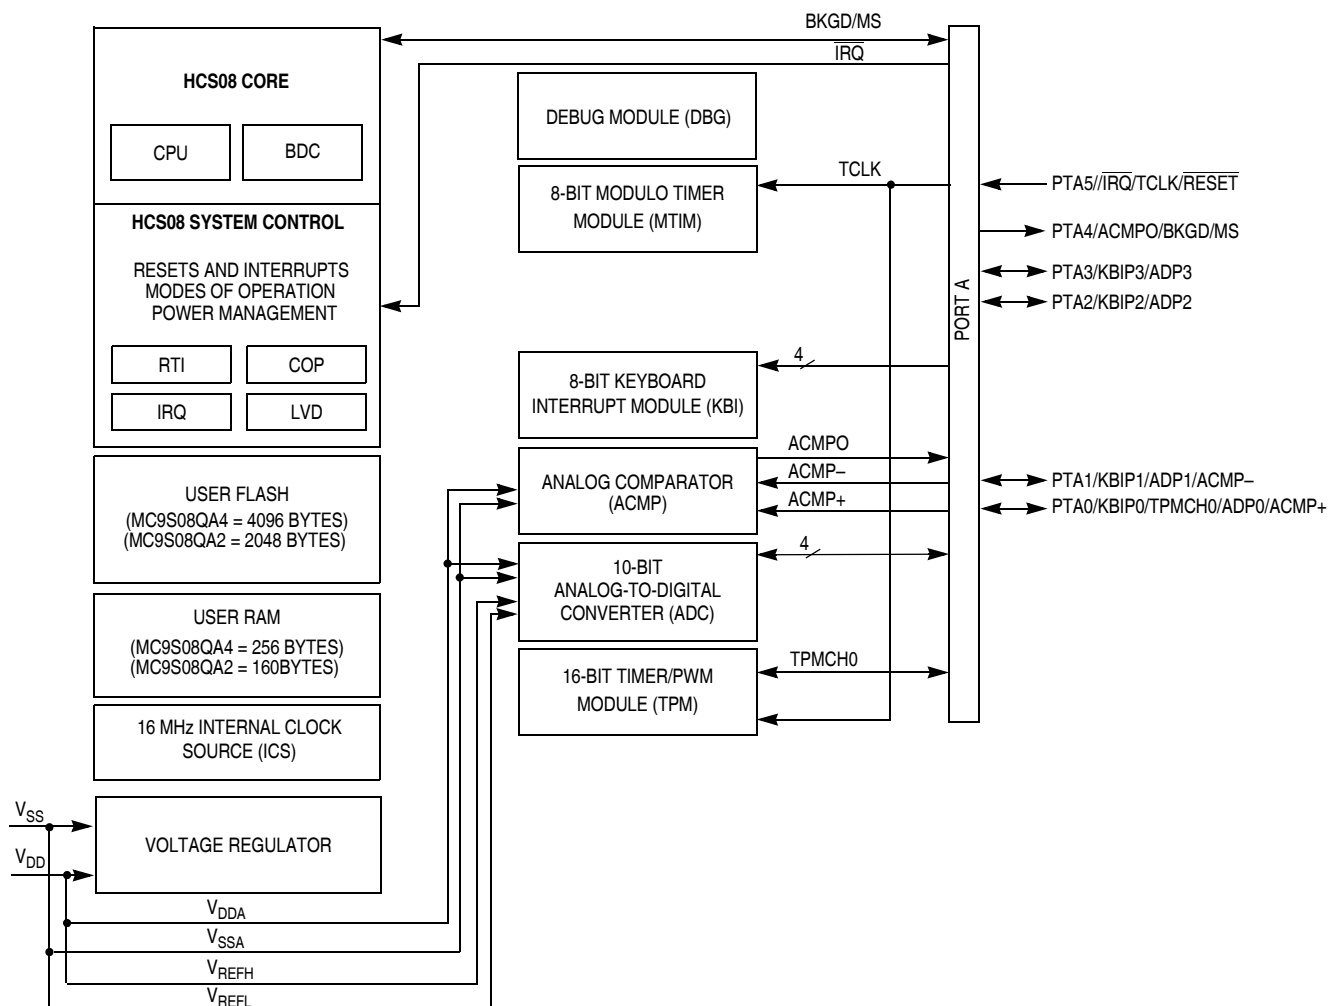 BKGD/MS
IRQ
HCS08 CORE
CPU
BDC
HCS08 SYSTEM CONTROL
RESETS AND INTERRUPTS
MODES OF OPERATION
POWER MANAGEMENT
RTI
COP
IRQ
LVD
USER FLASH
(MC9S08QA4 = 4096 BYTES)
(MC9S08QA2 = 2048 BYTES)
USER RAM
(MC9S08QA4 = 256 BYTES)
(MC9S08QA2 = 160BYTES)
16 MHz INTERNAL CLOCK
SOURCE (ICS)
VOLTAGE REGULATOR
VSS
VDD
VDDA
VSSA
VREFH
VREFL
DEBUG MODULE (DBG)
8-BIT MODULO TIMER
MODULE (MTIM)
TCLK
8-BIT KEYBOARD
INTERRUPT MODULE (KBI)
4
ANALOG COMPARATOR
(ACMP)
ACMPO
ACMP–
ACMP+
10-BIT
ANALOG-TO-DIGITAL
CONVERTER (ADC)
4
16-BIT TIMER/PWM
MODULE (TPM)
TPMCH0
PORT A
PTA5//IRQ/TCLK/RESET
PTA4/ACMPO/BKGD/MS
PTA3/KBIP3/ADP3
PTA2/KBIP2/ADP2
PTA1/KBIP1/ADP1/ACMP–
PTA0/KBIP0/TPMCH0/ADP0/ACMP+